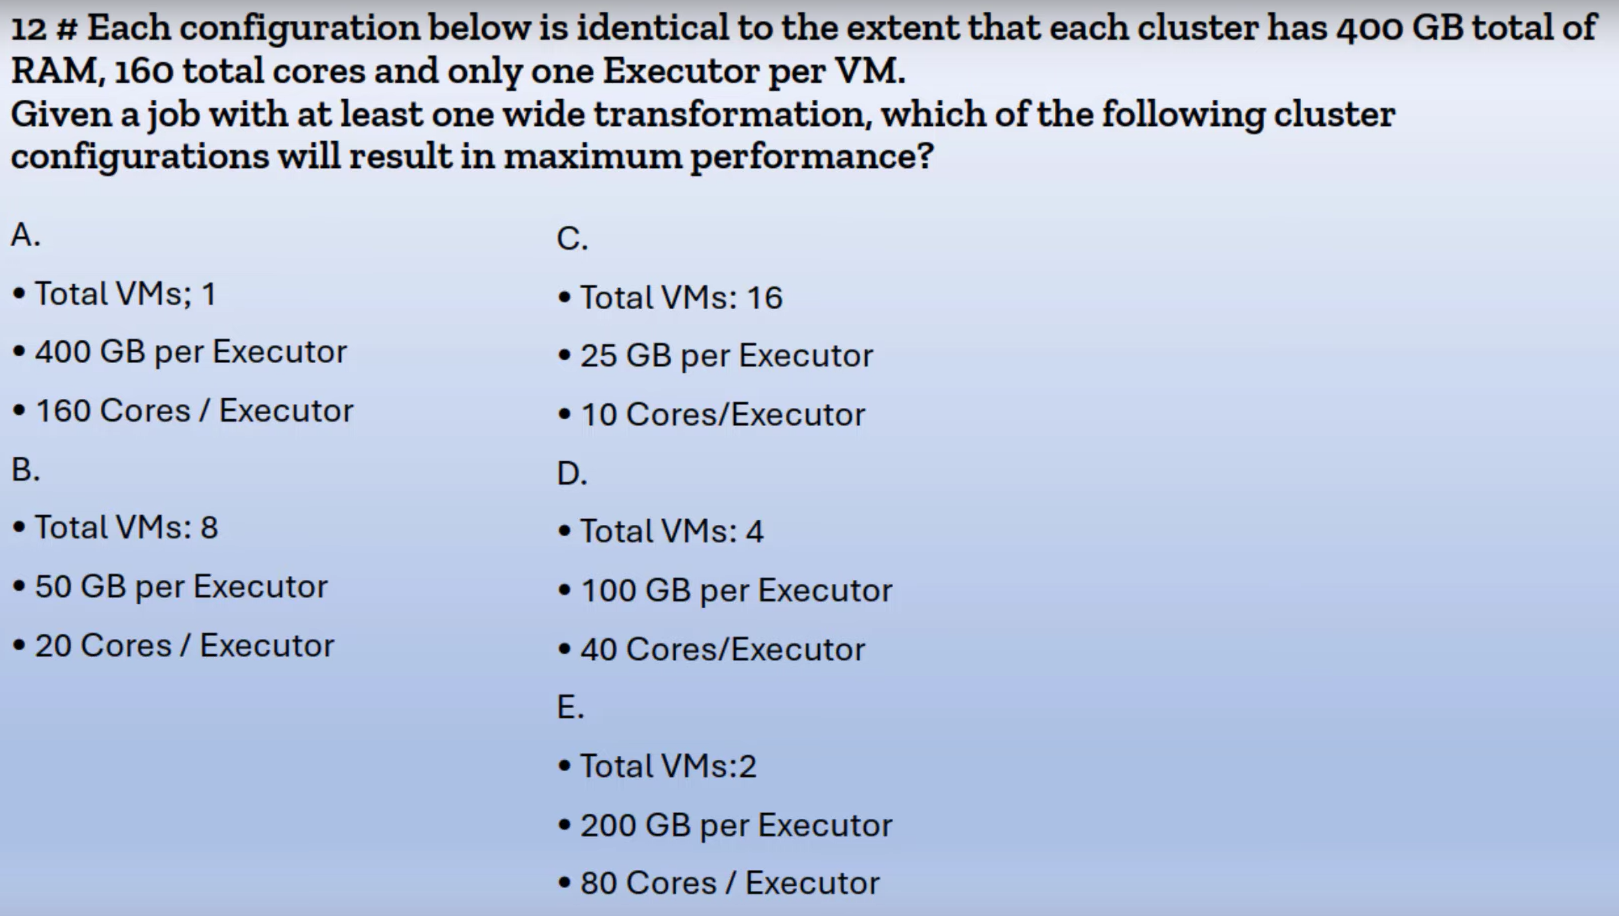 12 # Each configuration below is identical to the extent that each cluster has 400 GB total of
RAM, 160 total cores and only one Executor per VM.
Given a job with at least one wide transformation, which of the following cluster
configurations will result in maximum performance?
A.
• Total VMs; 1
• 400 GB per Executor
• 160 Cores / Executor
B.
• Total VMs: 8
• 50 GB per Executor
• 20 Cores / Executor
C.
• Total VMs: 16
• 25 GB per Executor
• 10 Cores/Executor
D.
• Total VMs: 4
• 100 GB per Executor
• 40 Cores/Executor
E.
• Total VMs:2
• 200 GB per Executor
• 80 Cores / Executor